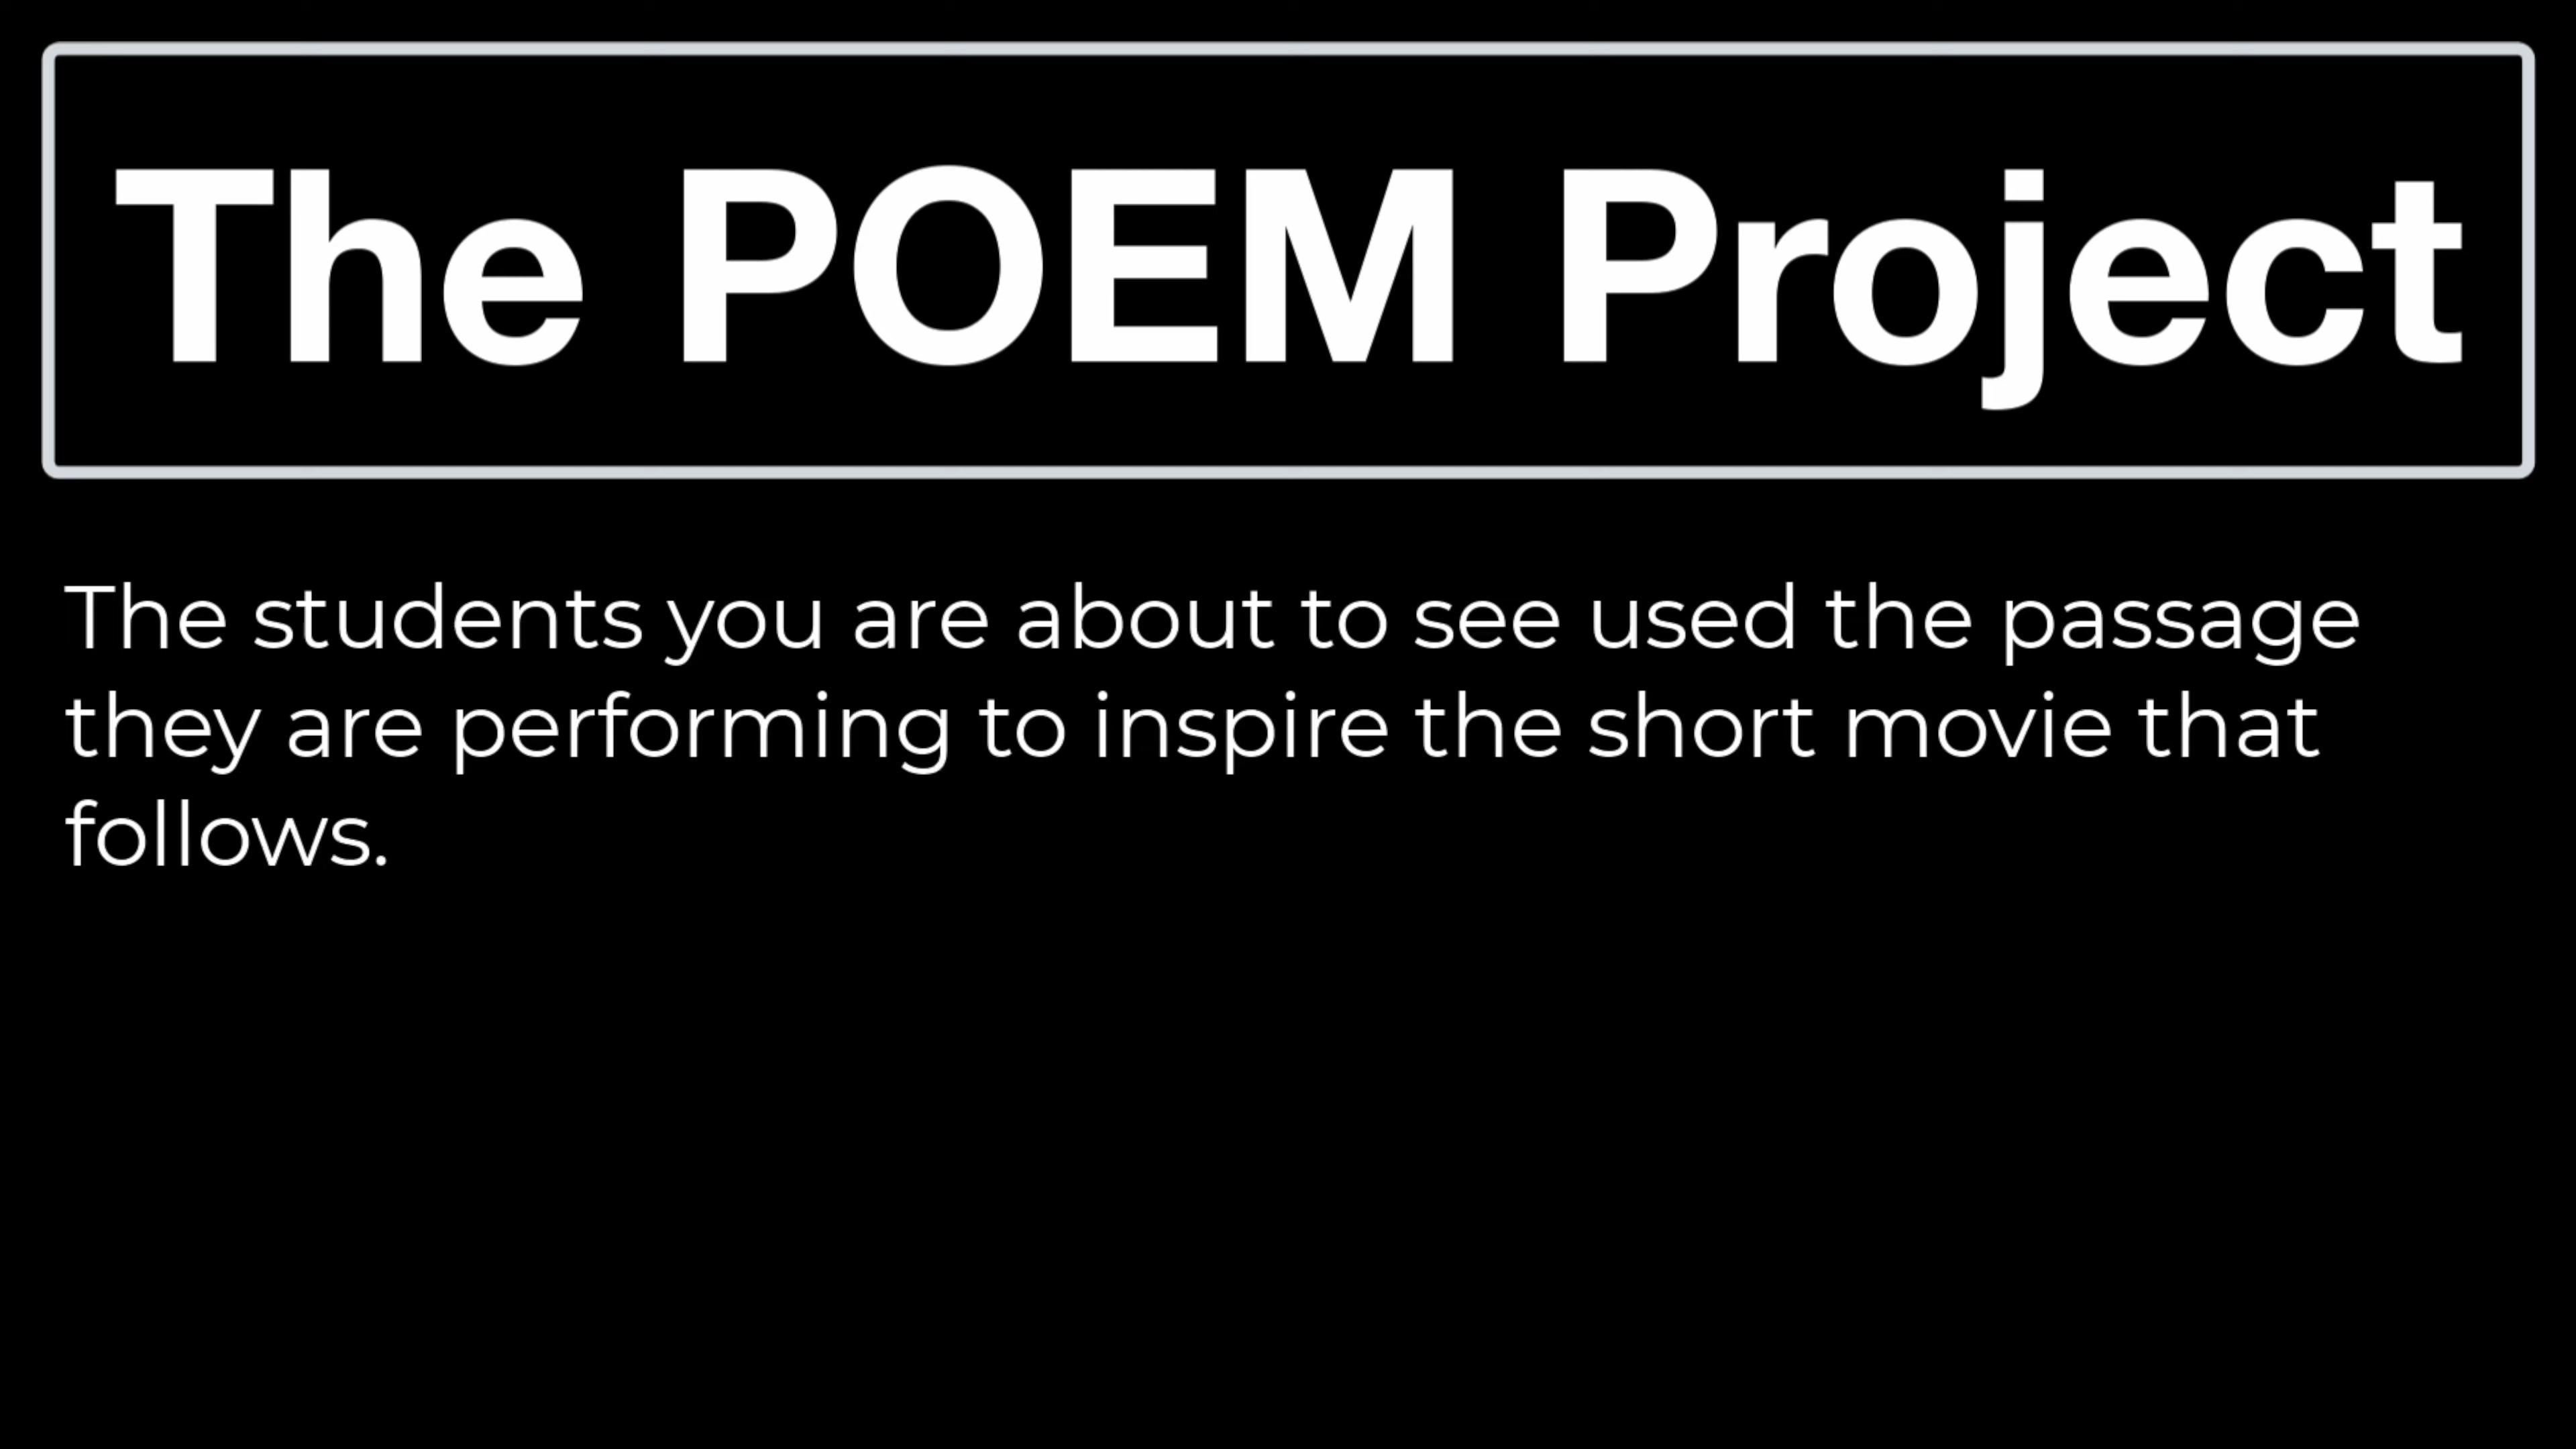 The POEM Project
The students you are about to see used the passage
they are performing to inspire the short movie that
follows.